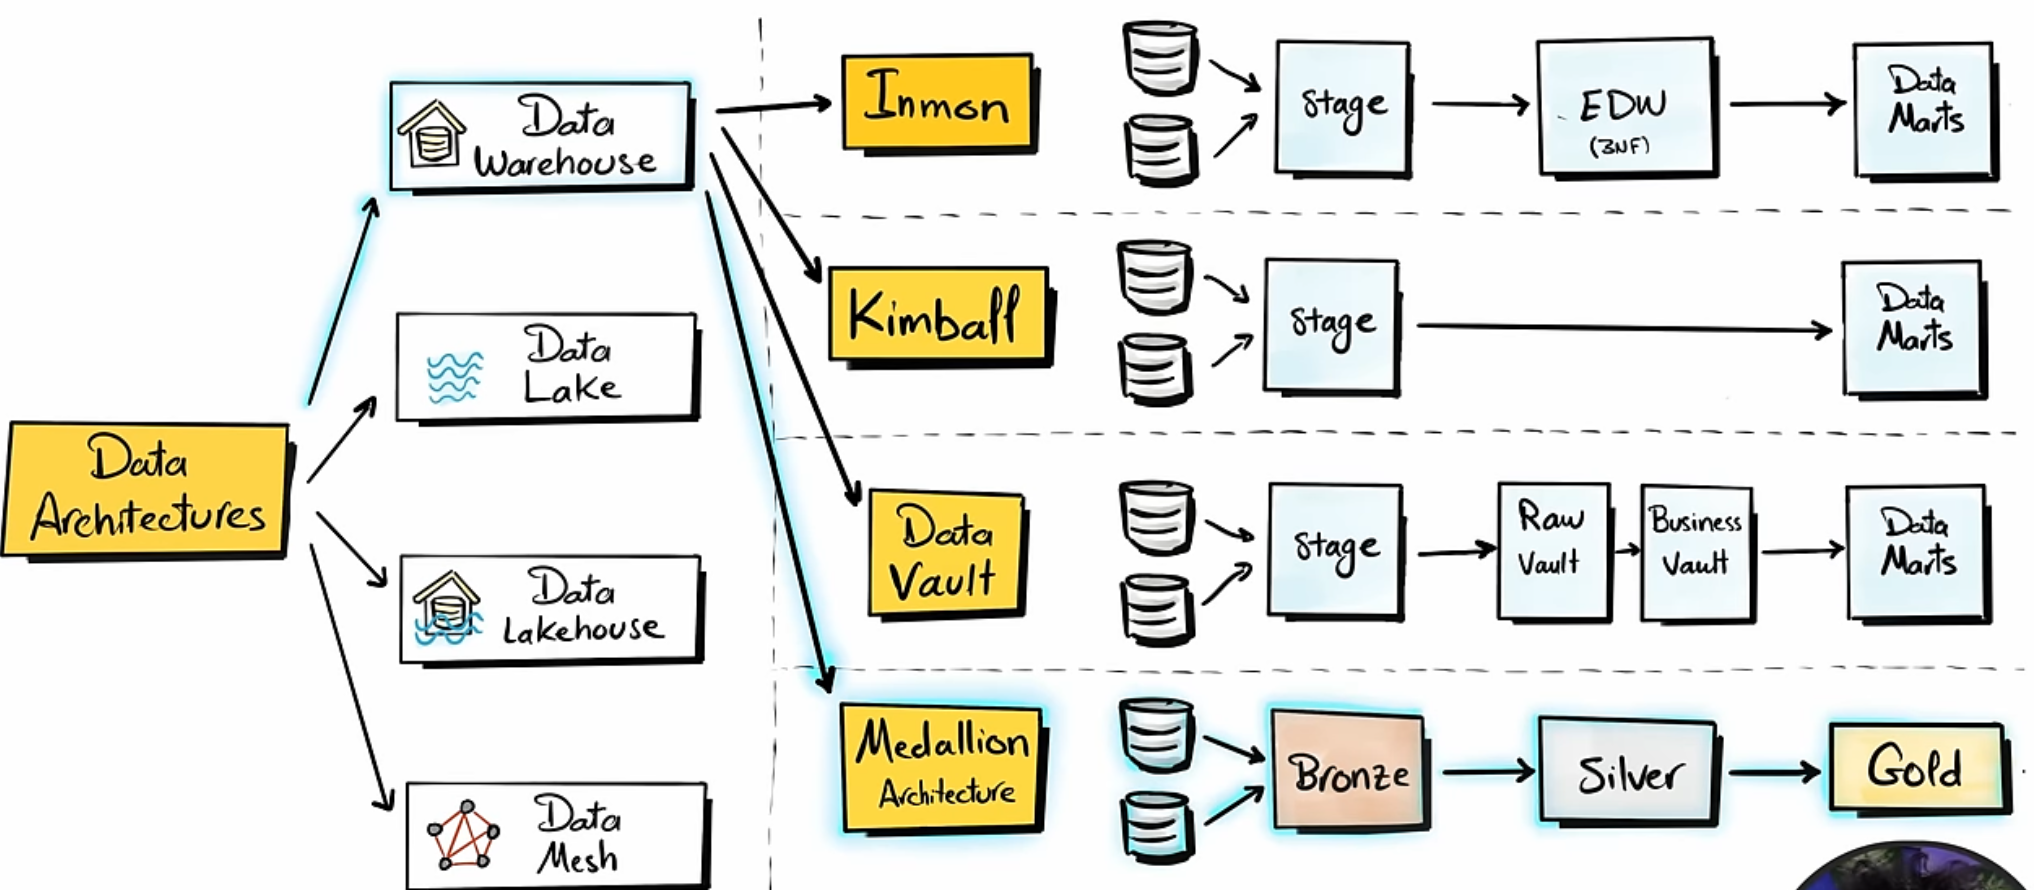 Data
Architectures
Data
Warehouse
Data
Lake
Data
Lakehouse
Data
Mesh
Inmon
Stage
EDW
(3NF)
Data
Marts
Kimball
Stage
Data
Marts
Data
Vault
Stage
Raw
Vault
Business
Vault
Data
Marts
Medallion
Architecture
Bronze
Silver
Gold